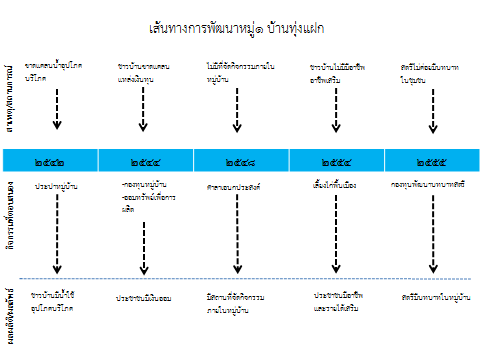 เส้นทางการพัฒนาหมู่๑ บ้านทุ่งแฝก
สาเหตุ/สถานการณ์
ขาดแคลนน้ำอุปโภค
บริโภค
ชาวบ้านขาดแคลน
แหล่งเงินทุน
ไม่มีที่จัดกิจกรรมภายใน
หมู่บ้าน
ชาวบ้านไม่มีมีอาชีพ
อาชีพเสริม
สตรีไม่ค่อยมีบทบาท
ในชุมชน
๒๕๔๒
๒๕๔๔
๒๕๔๘
๒๕๕๔
๒๕๕๕
กิจกรรมที่ตอบสนอง
ประปาหมู่บ้าน
-กองทุนหมู่บ้าน
-ออมทรัพย์เพื่อการ
ผลิต
ศาลาเอนกประสงค์
เลี้ยงไก่พื้นเมือง
กองทุนพัฒนาบทบาทสตรี
ผลผลิต/ผลลัพธ์
ชาวบ้านมีน้ำใช้
อุปโภคบริโภค
ประชาชนมีเงินออม
มีสถานที่จัดกิจกรรม
ภายในหมู่บ้าน
ประชาชนมีอาชีพ
และรายได้เสริม
สตรีมีบทบาทในหมู่บ้าน